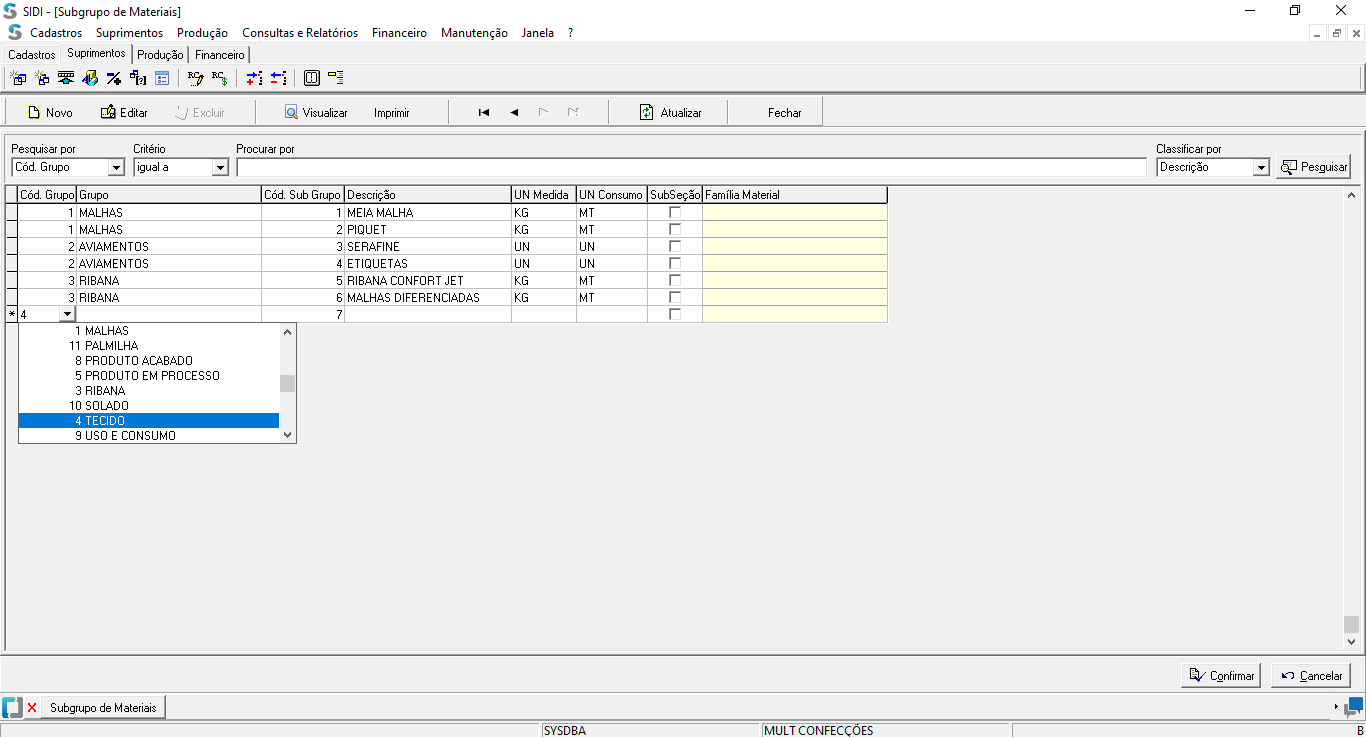 SIDI - [Subgrupo de Materiais]
Cadastros Suprimentos Produção Consultas e Relatórios Financeiro Manutenção Janela ?
Cadastros Suprimentos Produção Financeiro
Novo Editar Excluir Visualizar Imprimir Atualizar Fechar
Pesquisar por Critério Procurar por Classificar por
Cód. Grupo igual a Descrição Pesquisar
Cód. Grupo Grupo Cód. Sub Grupo Descrição UN Medida UN Consumo SubSeção Família Material
1 MALHAS 1 MEIA MALHA KG MT
1 MALHAS 2 PIQUET KG MT
2 AVIAMENTOS 3 SERAFINE UN UN
2 AVIAMENTOS 4 ETIQUETAS UN UN
3 RIBANA 5 RIBANA CONFORT JET KG MT
3 RIBANA 6 MALHAS DIFERENCIADAS KG MT
* 4 7
1 MALHAS
11 PALMILHA
8 PRODUTO ACABADO
5 PRODUTO EM PROCESSO
3 RIBANA
10 SOLADO
4 TECIDO
9 USO E CONSUMO
Confirmar Cancelar
Subgrupo de Materiais
SYSDBA MULT CONFECÇÕES B